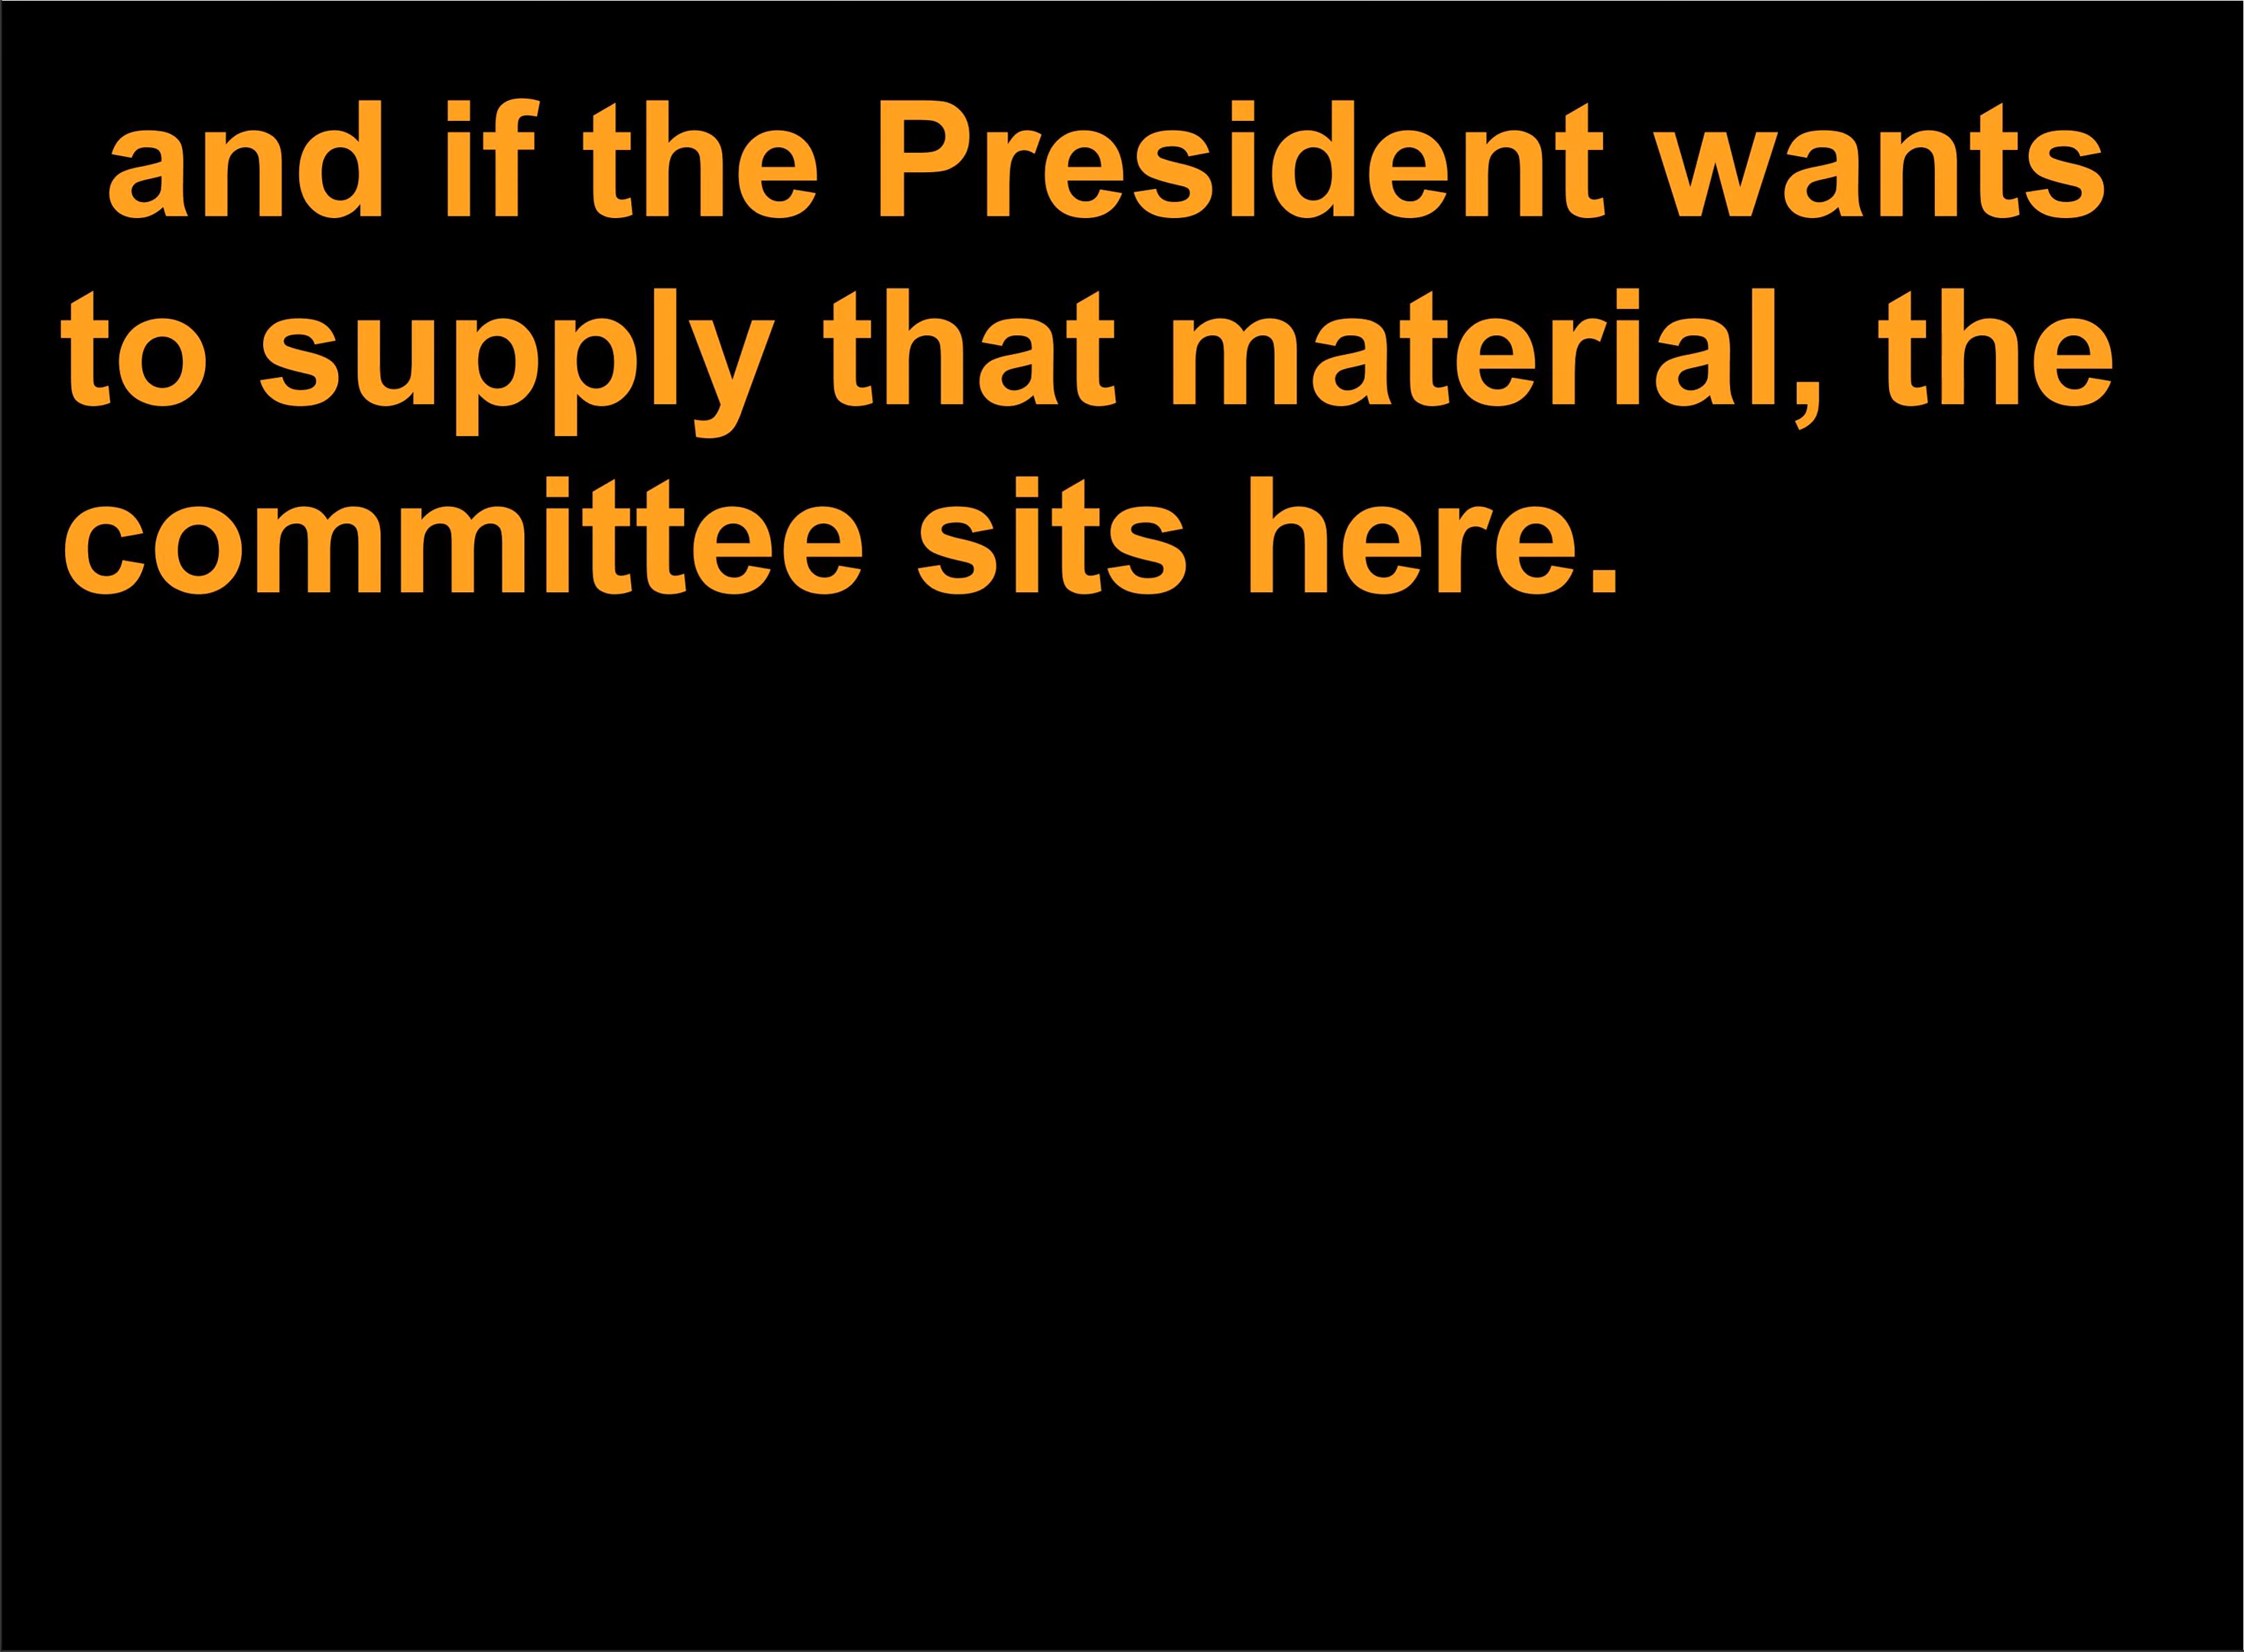 and if the President wants
to supply that material, the
committee sits here.